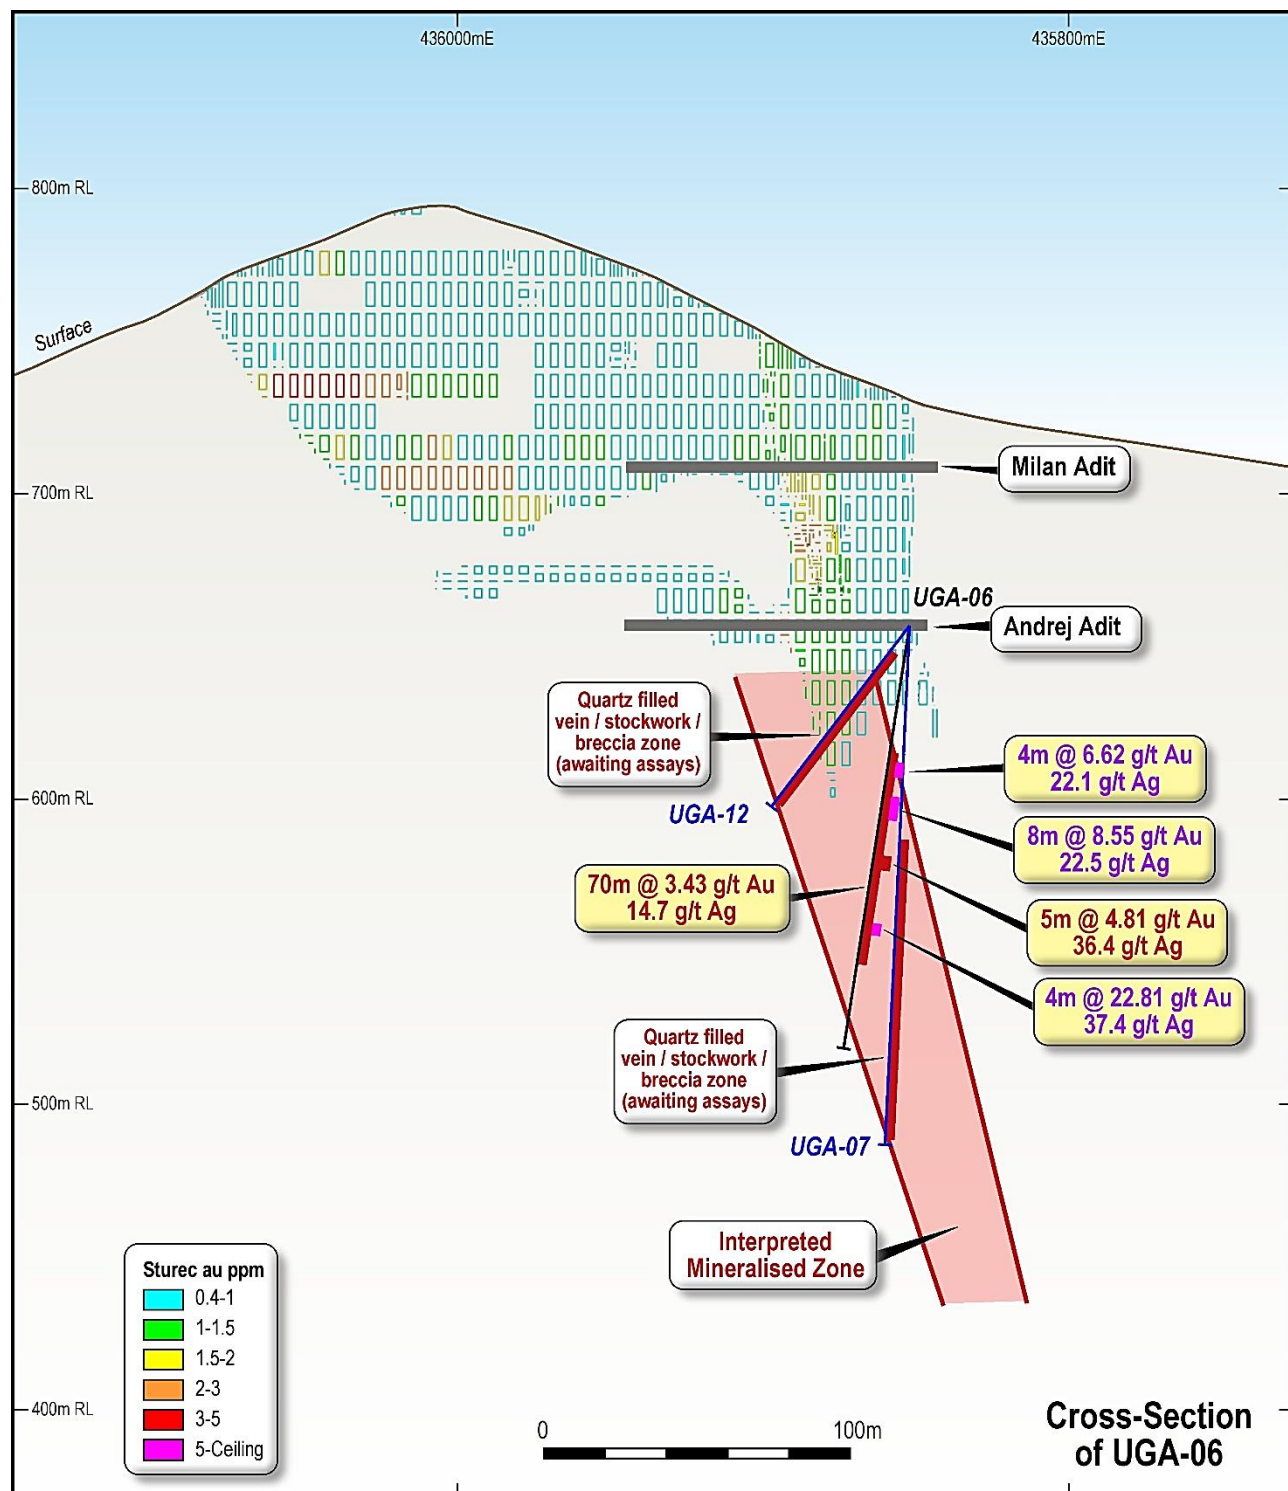 436000mE
435800mE
800m RL
Surface
Milan Adit
700m RL
UGA-06
Andrej Adit
Quartz filled
vein / stockwork /
breccia zone
(awaiting assays)
4m @ 6.62 g/t Au
22.1 g/t Ag
600m RL
UGA-12
8m @ 8.55 g/t Au
22.5 g/t Ag
70m @ 3.43 g/t Au
14.7 g/t Ag
5m @ 4.81 g/t Au
36.4 g/t Ag
4m @ 22.81 g/t Au
37.4 g/t Ag
Quartz filled
vein / stockwork /
breccia zone
(awaiting assays)
500m RL
UGA-07
Interpreted
Mineralised Zone
Sturec au ppm
0.4-1
1-1.5
1.5-2
2-3
3-5
5-Ceiling
400m RL
0 100m
Cross-Section
of UGA-06